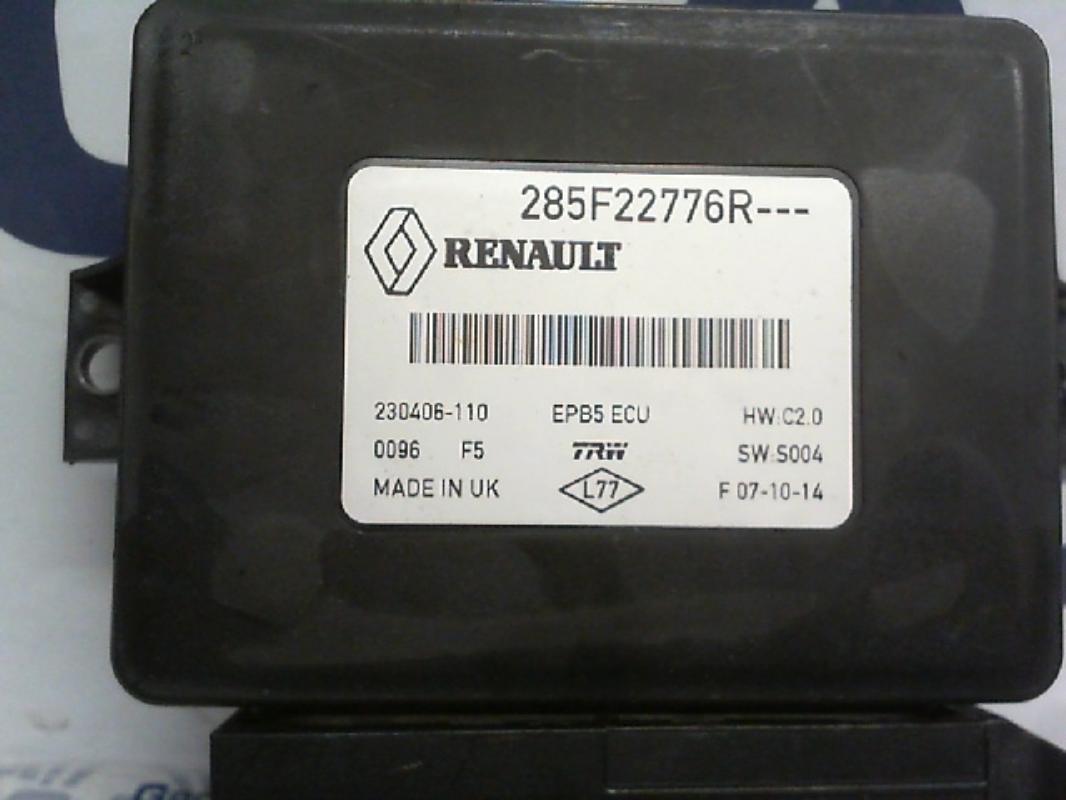 285F22776R---
RENAULT
230406-110 EPB5 ECU HW:C2.0
0096 F5 TRW SW:S004
MADE IN UK L77 F 07-10-14